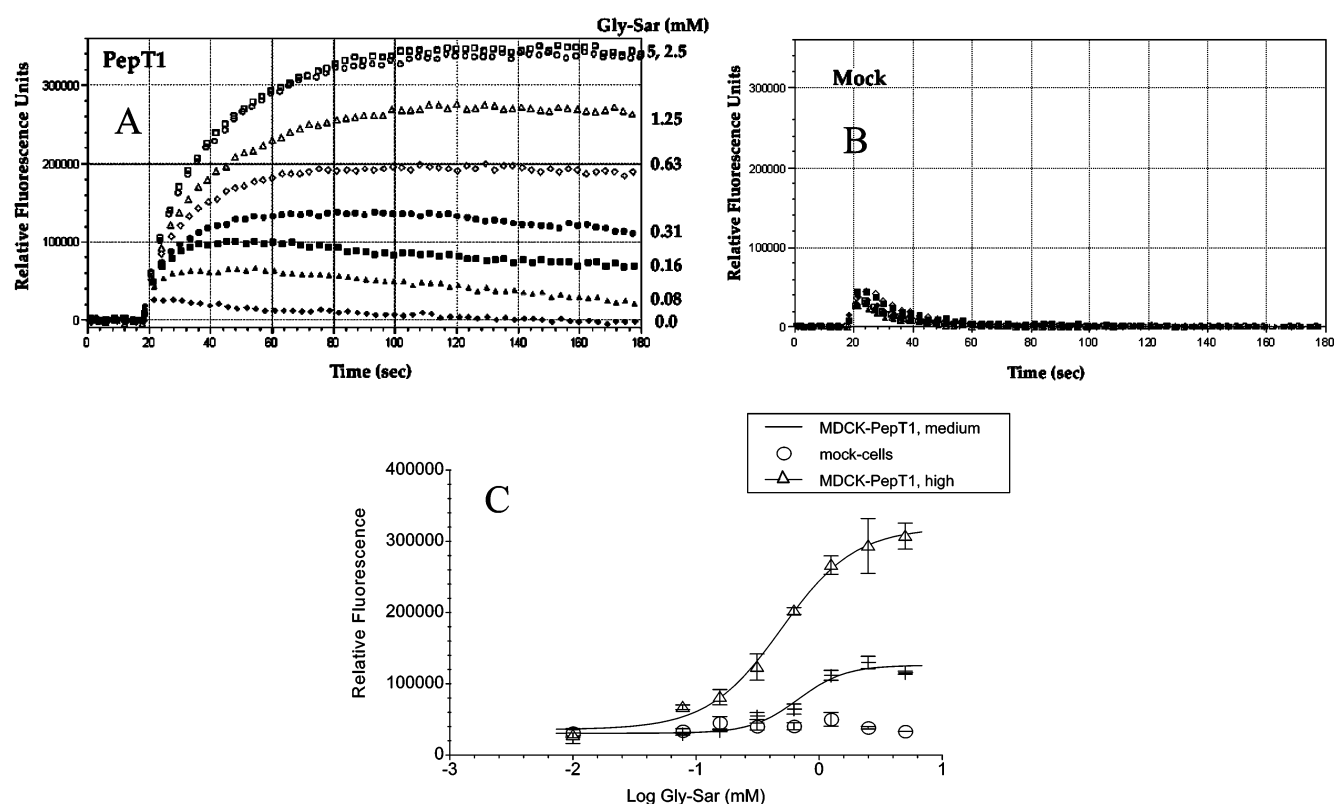 Gly-Sar (mM)
PepT1
A
Relative Fluorescence Units
300000
200000
100000
0
5, 2.5
1.25
0.63
0.31
0.16
0.08
0.0
0 20 40 60 80 100 120 140 160 180
Time (sec)
Mock
B
Relative Fluorescence Units
300000
200000
100000
0
0 20 40 60 80 100 120 140 160 180
Time (sec)
MDCK-PepT1, medium
mock-cells
MDCK-PepT1, high
C
Relative Fluorescence
400000
300000
200000
100000
0
-3 -2 -1 0 1
Log Gly-Sar (mM)